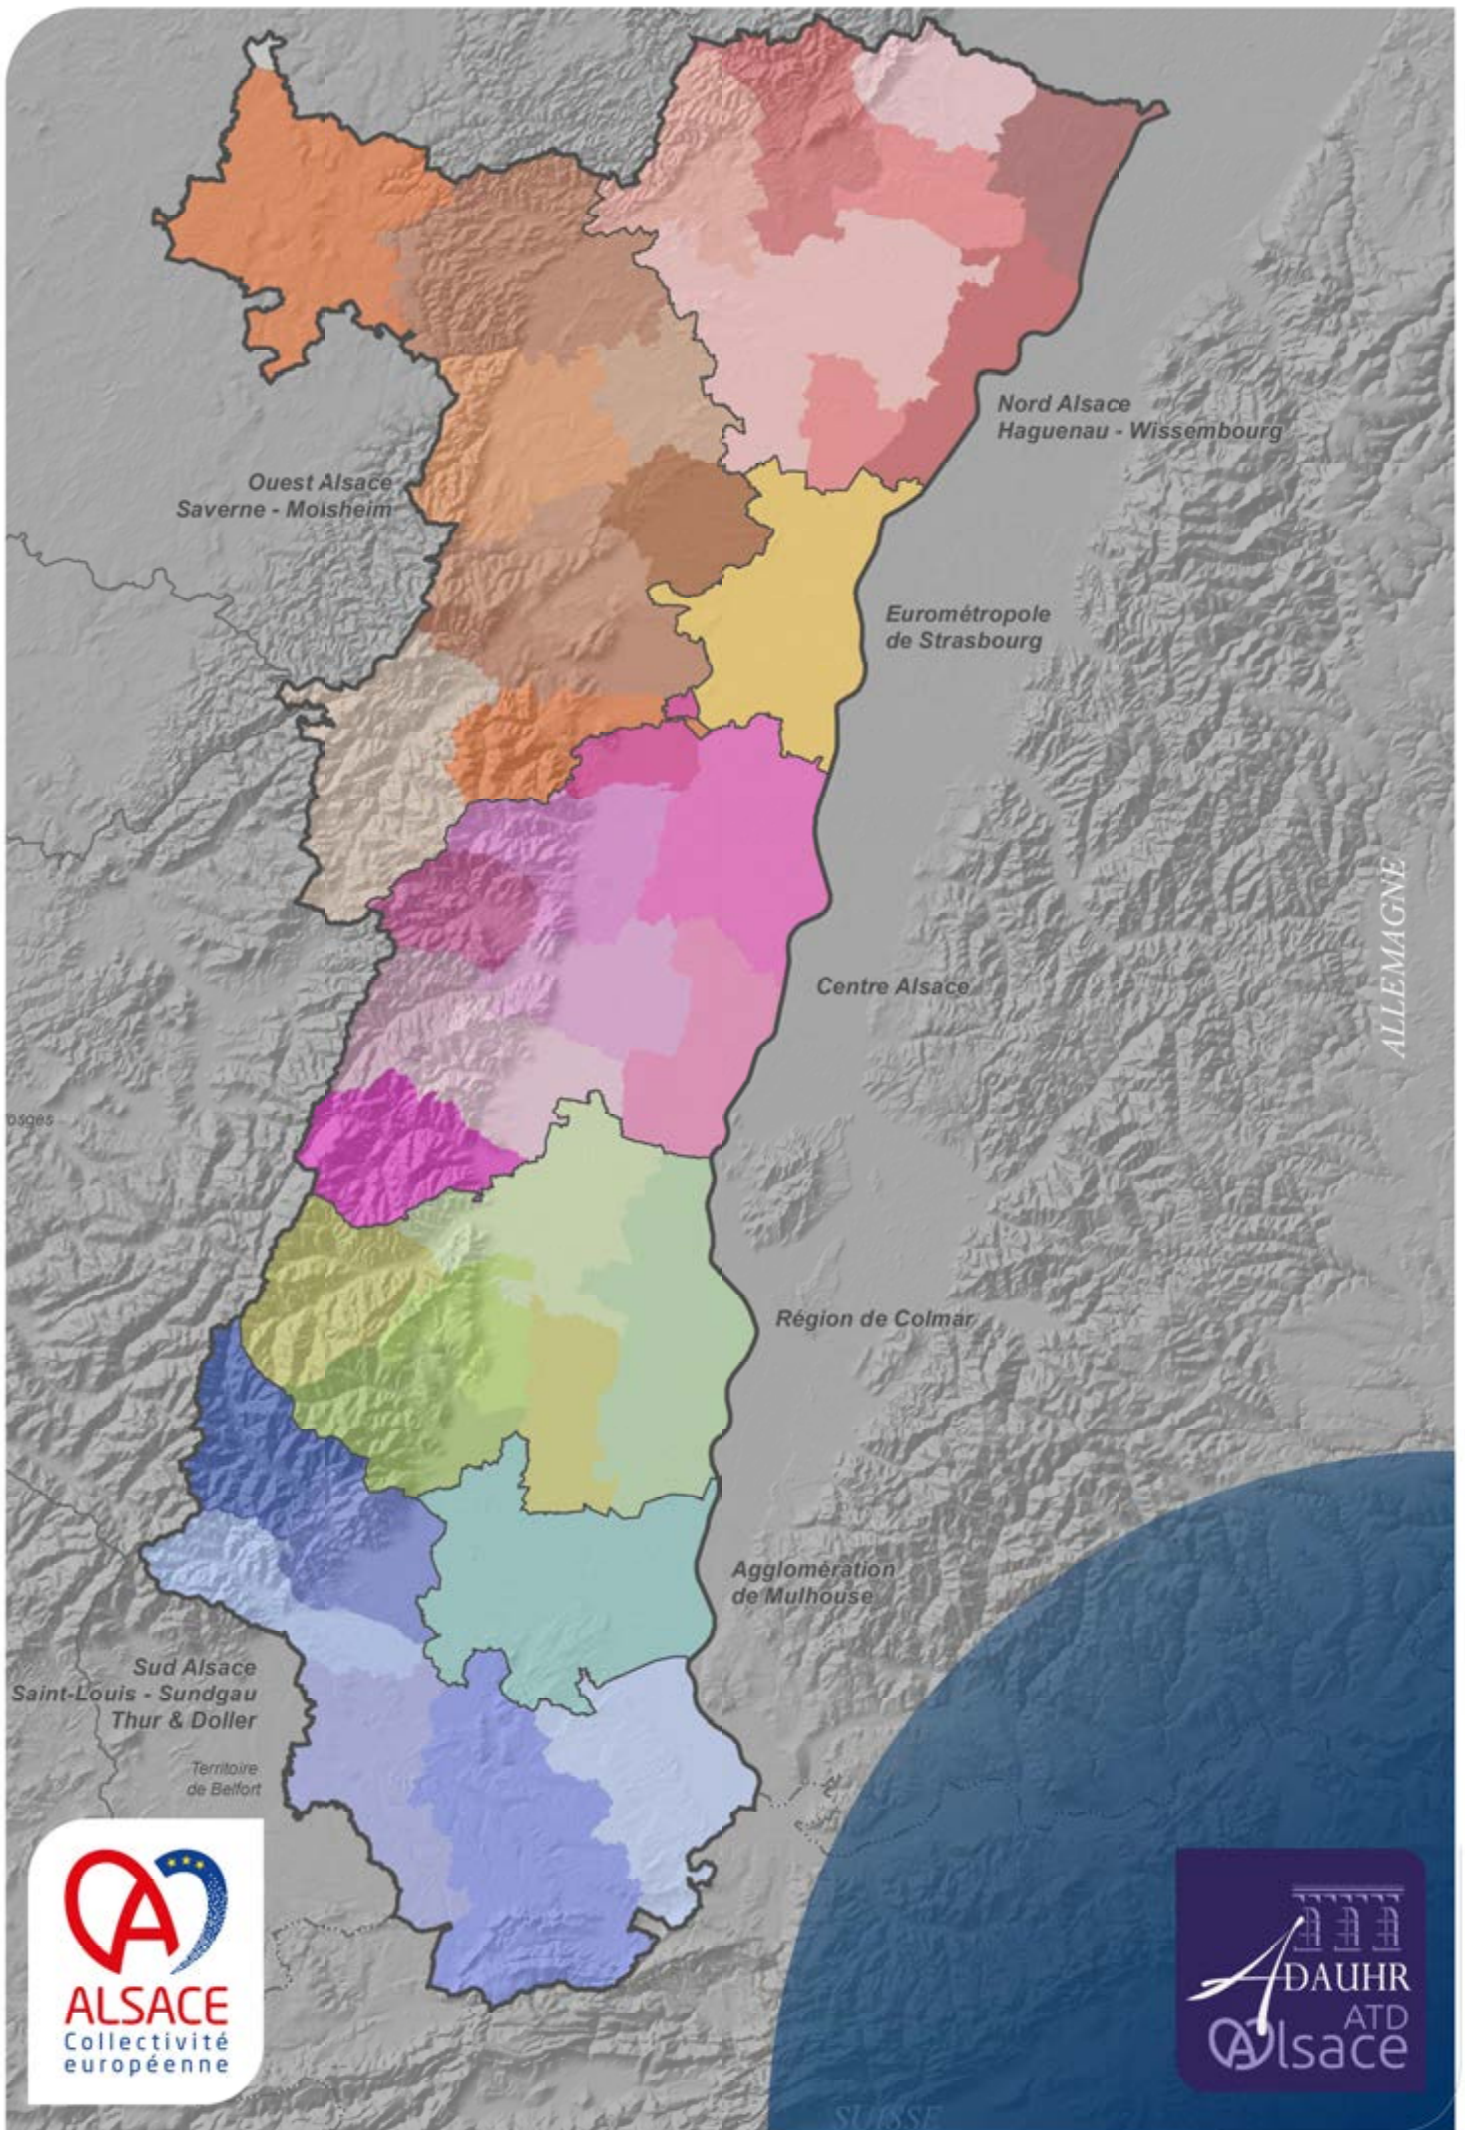 Nord Alsace
Haguenau - Wissembourg
Ouest Alsace
Saverne - Molsheim
Eurométropole
de Strasbourg
ALLEMAGNE
Centre Alsace
osges
Région de Colmar
Agglomération
de Mulhouse
Sud Alsace
Saint-Louis - Sundgau
Thur & Doller
Territoire
de Belfort
ALSACE
Collectivité
européenne
ADAUHR
ATD
Alsace
SUISSE